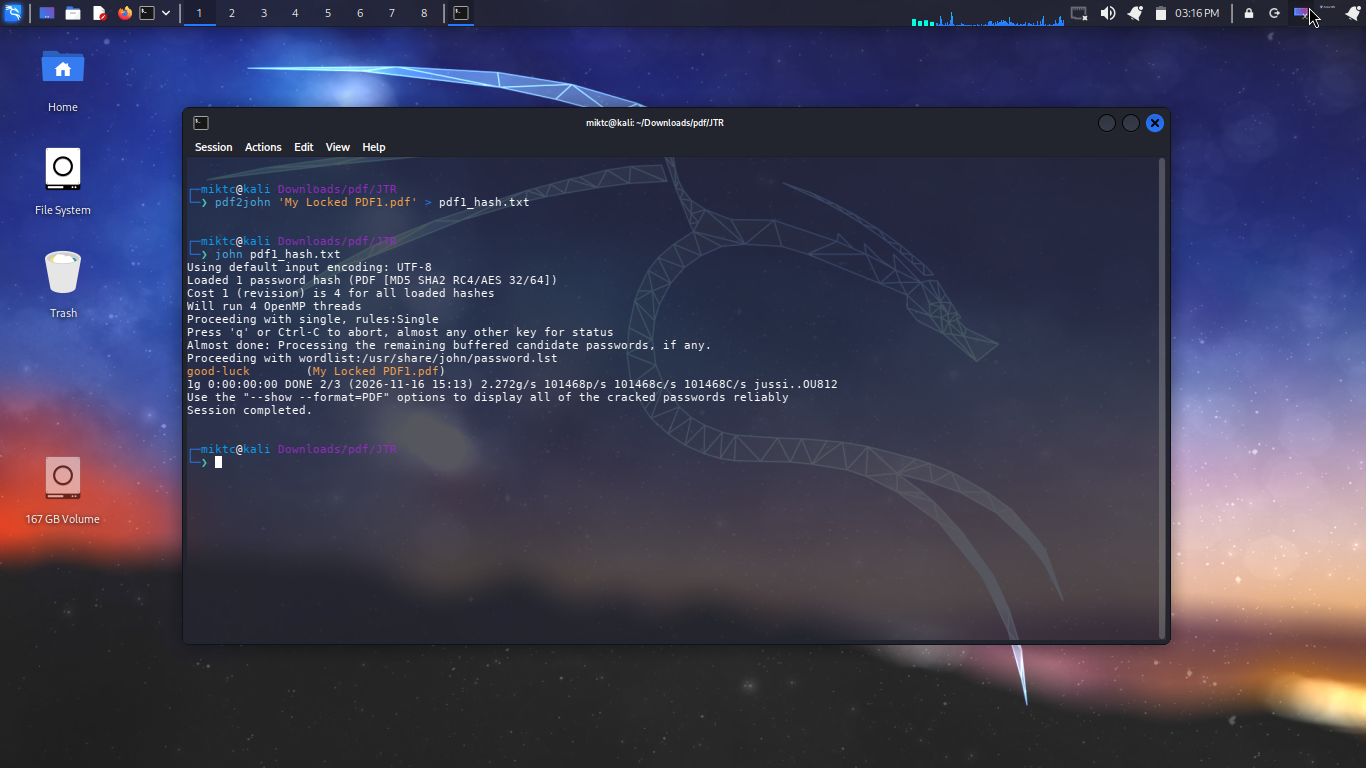 1 2 3 4 5 6 7 8
03:16 PM
Home
File System
Trash
167 GB Volume
miktc@kali: ~/Downloads/pdf/JTR
Session Actions Edit View Help
┌─miktc@kali Downloads/pdf/JTR
└─❯ pdf2john 'My Locked PDF1.pdf' > pdf1_hash.txt
┌─miktc@kali Downloads/pdf/JTR
└─❯ john pdf1_hash.txt
Using default input encoding: UTF-8
Loaded 1 password hash (PDF [MD5 SHA2 RC4/AES 32/64])
Cost 1 (revision) is 4 for all loaded hashes
Will run 4 OpenMP threads
Proceeding with single, rules:Single
Press 'q' or Ctrl-C to abort, almost any other key for status
Almost done: Processing the remaining buffered candidate passwords, if any.
Proceeding with wordlist:/usr/share/john/password.lst
good-luck        (My Locked PDF1.pdf)
1g 0:00:00:00 DONE 2/3 (2026-11-16 15:13) 2.272g/s 101468p/s 101468c/s 101468C/s jussi..OU812
Use the "--show --format=PDF" options to display all of the cracked passwords reliably
Session completed.
┌─miktc@kali Downloads/pdf/JTR
└─❯